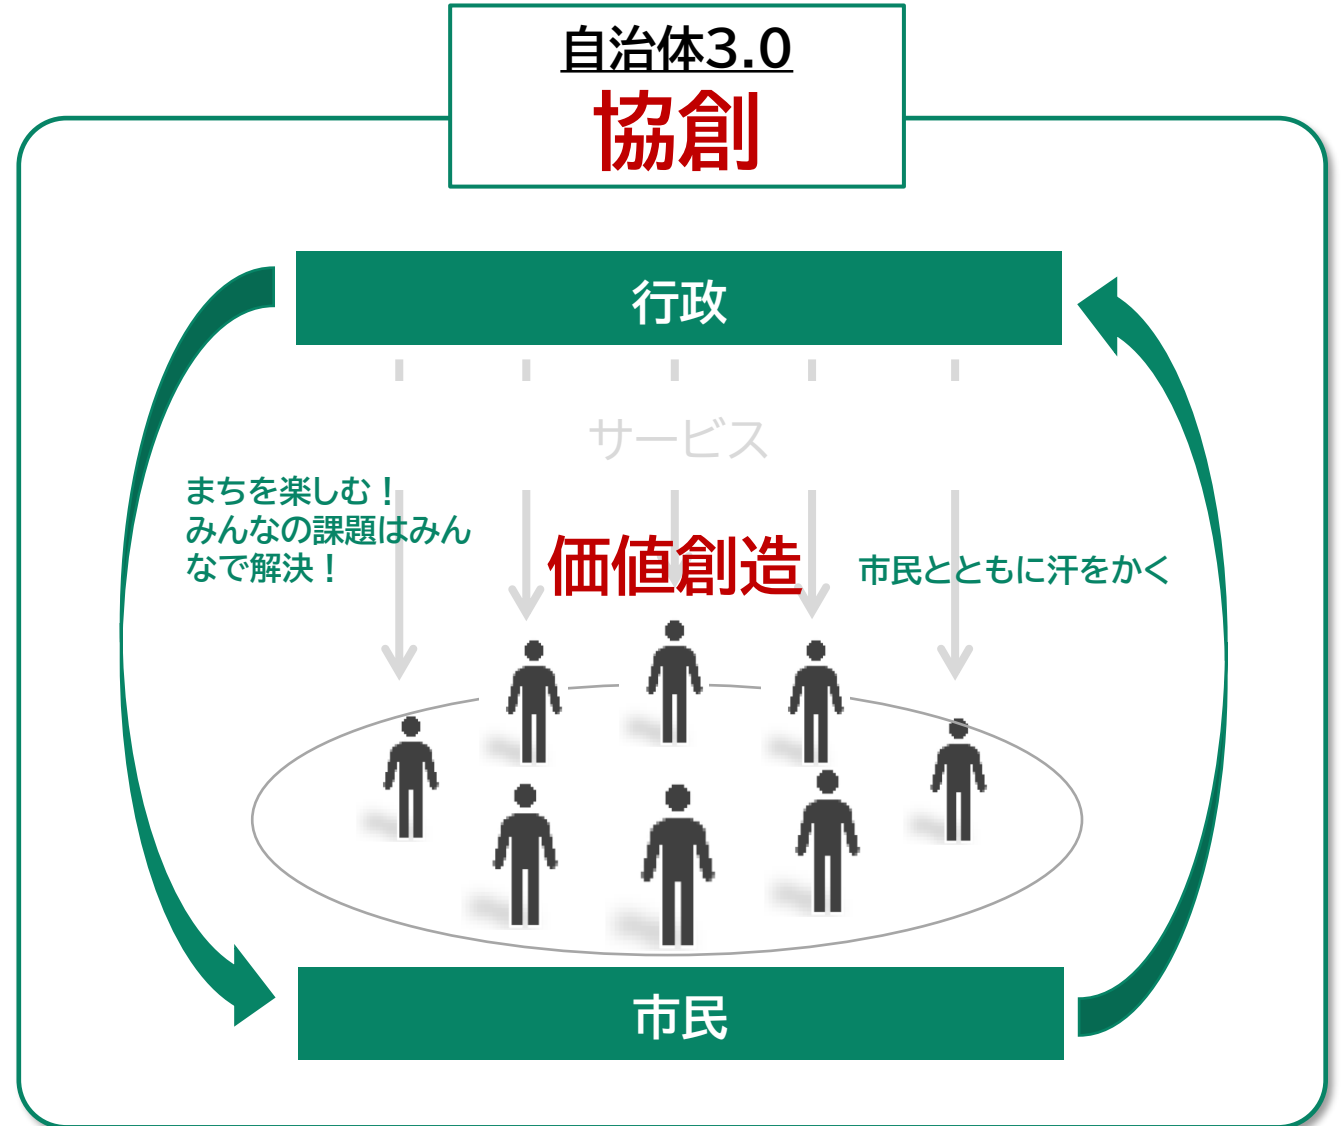 自治体3.0
協創
行政
サービス
まちを楽しむ！
みんなの課題はみん
なで解決！
価値創造
市民とともに汗をかく
市民